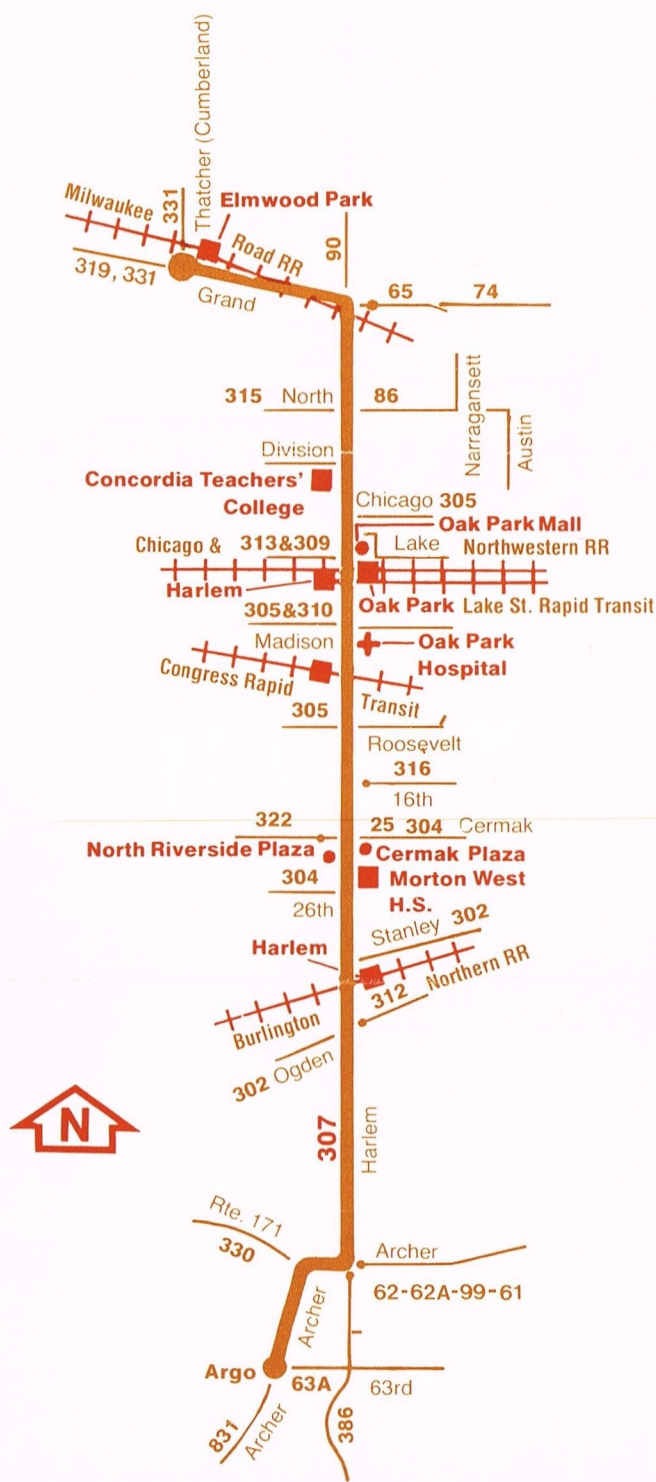 Thatcher (Cumberland)
331
Milwaukee
Road RR
Elmwood Park
90
319, 331
Grand
65
74
315 North
86
Narragansett
Austin
Division
Concordia Teachers'
College
Chicago 305
Oak Park Mall
Chicago & 313&309
Lake
Northwestern RR
Harlem
Oak Park Lake St. Rapid Transit
305&310
Madison
Oak Park
Hospital
Congress Rapid
Transit
305
Roosevelt
316
16th
322
25 304 Cermak
North Riverside Plaza
Cermak Plaza
304
Morton West
H.S.
26th
Stanley 302
Harlem
312
Northern RR
Burlington
302 Ogden
N
307
Harlem
Rte. 171
330
Archer
62-62A-99-61
Archer
Argo
63A
63rd
831
Archer
386